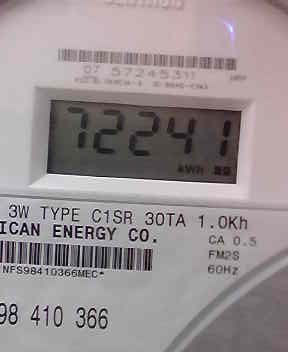 07 57245311
72241
kWh
3W TYPE C1SR 30TA 1.0Kh
ICAN ENERGY CO.
CA 0.5
FM2S
NFS98410366MEC*
60Hz
98 410 366